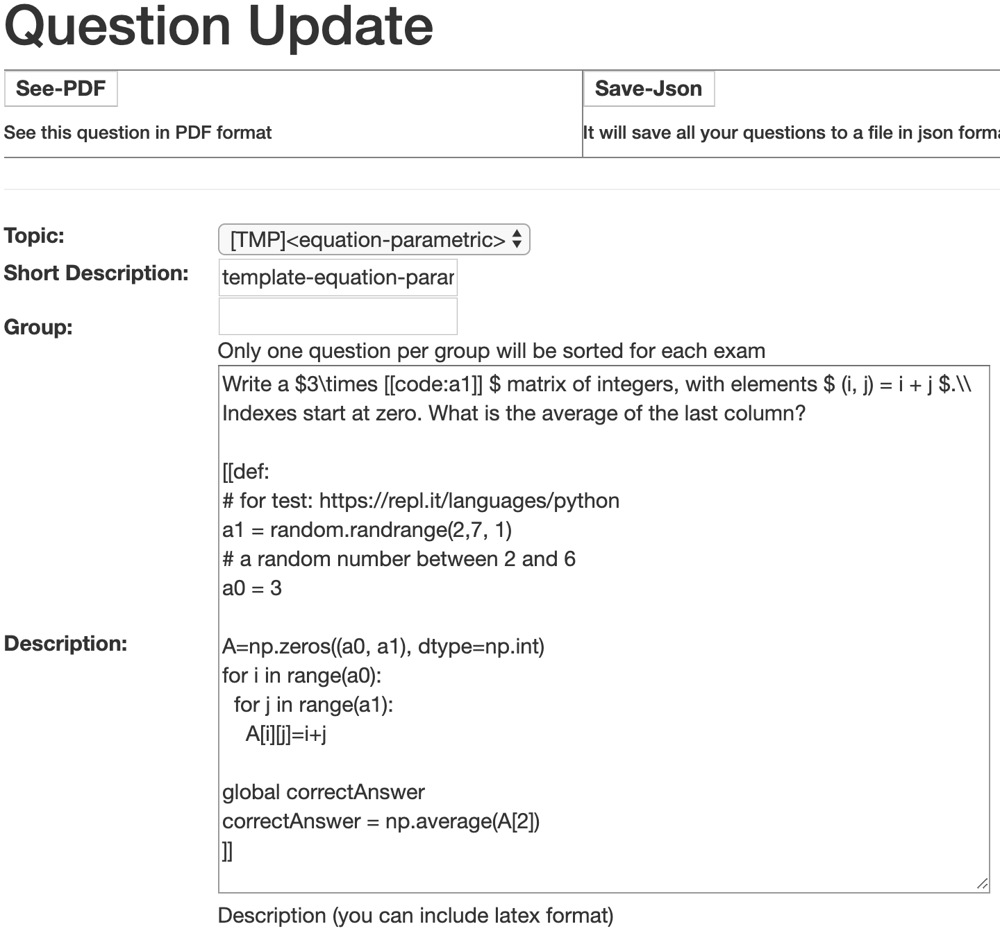 Question Update
See-PDF
Save-Json
See this question in PDF format
It will save all your questions to a file in json forma
Topic:
[TMP]<equation-parametric>
Short Description:
template-equation-parar
Group:
Only one question per group will be sorted for each exam
Write a $3\times [[code:a1]] $ matrix of integers, with elements $ (i, j) = i + j $.\\
Indexes start at zero. What is the average of the last column?
[[def:
# for test: https://repl.it/languages/python
a1 = random.randrange(2,7, 1)
# a random number between 2 and 6
a0 = 3
Description:
A=np.zeros((a0, a1), dtype=np.int)
for i in range(a0):
for j in range(a1):
A[i][j]=i+j
global correctAnswer
correctAnswer = np.average(A[2])
]]
Description (you can include latex format)